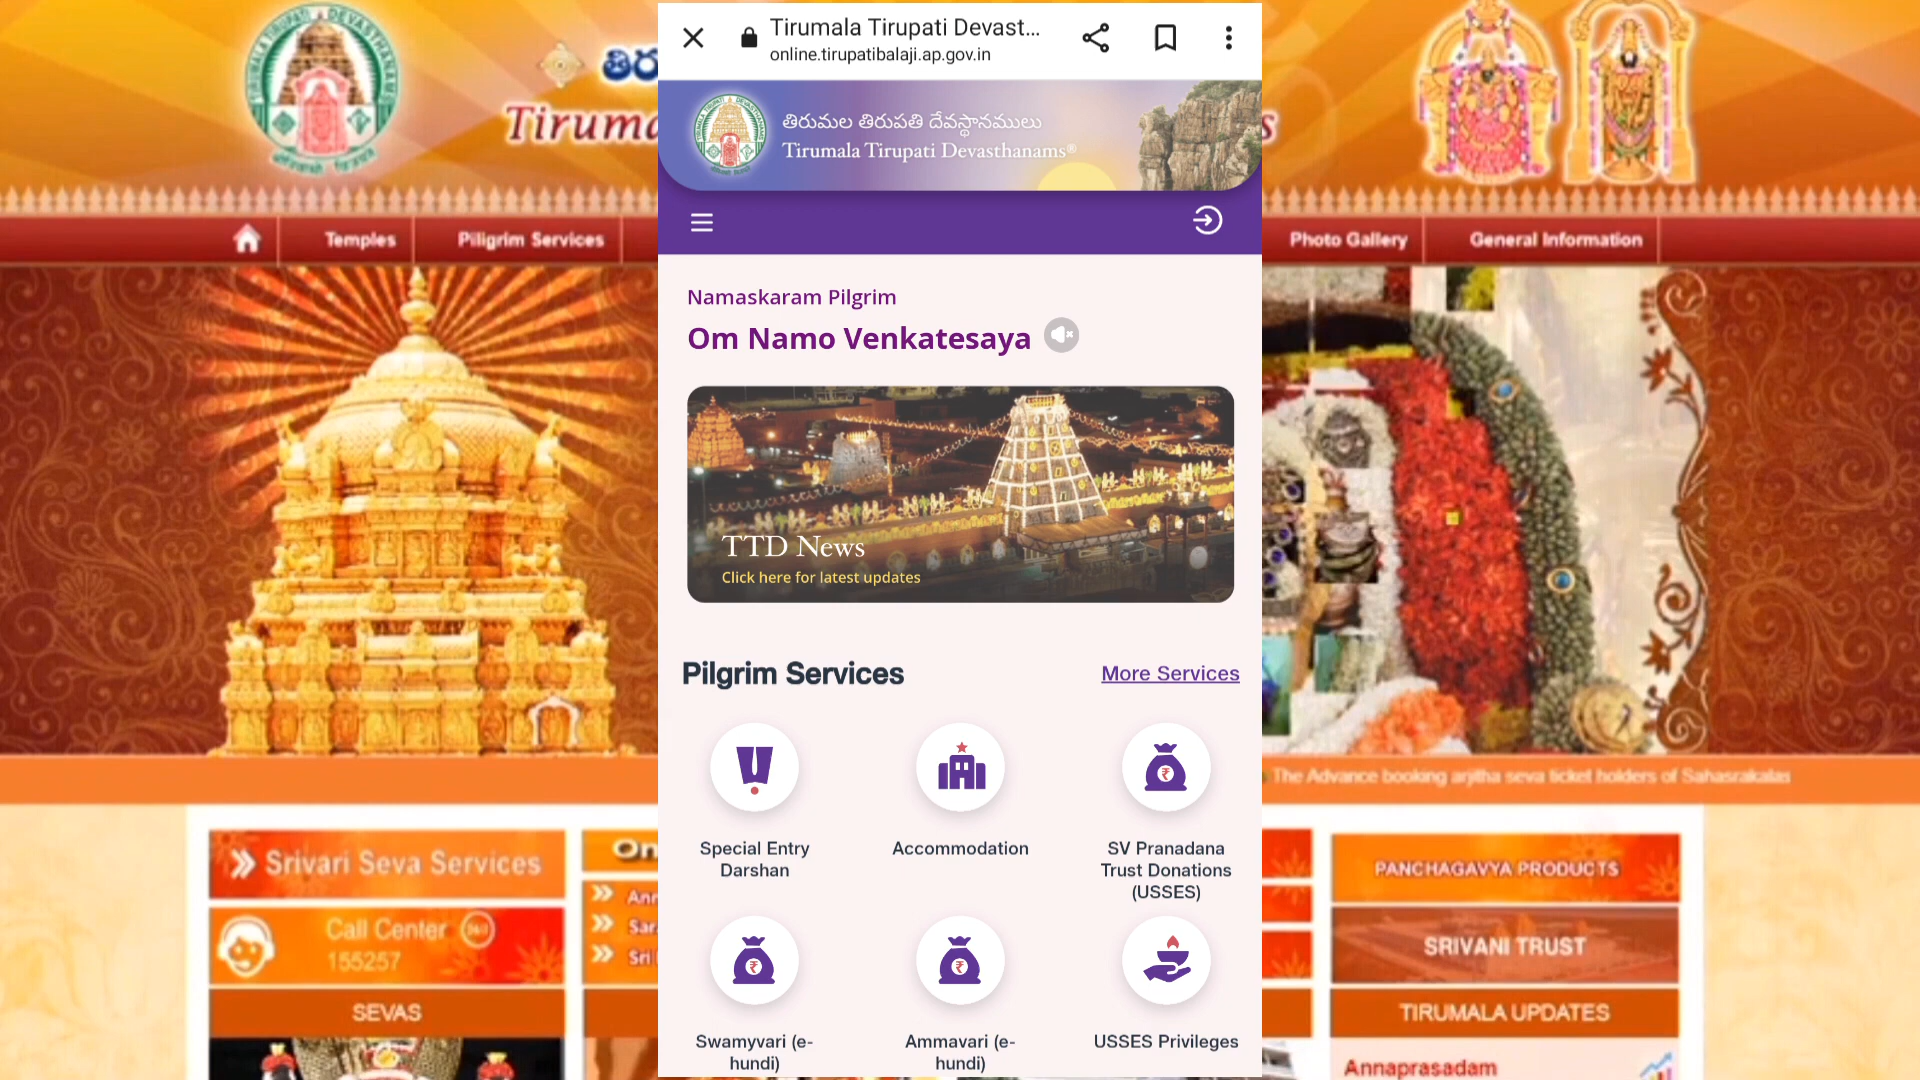 Tirumala Tirupati Devast...
online.tirupatibalaji.ap.gov.in
తిరుమల తిరుపతి దేవస్థానములు
Tirumala Tirupati Devasthanams®
Temples
Piligrim Services
Photo Gallery
General Information
Namaskaram Pilgrim
Om Namo Venkatesaya
TTD News
Click here for latest updates
Pilgrim Services
More Services
Special Entry
Darshan
Accommodation
SV Pranadana
Trust Donations
(USSES)
Swamyvari (e-
hundi)
Ammavari (e-
hundi)
USSES Privileges
The Advance booking arjitha seva ticket holders of Sahasrakalas
Srivari Seva Services
Call Center
155257
SEVAS
PANCHAGAVYA PRODUCTS
SRIVANI TRUST
TIRUMALA UPDATES
Annaprasadam